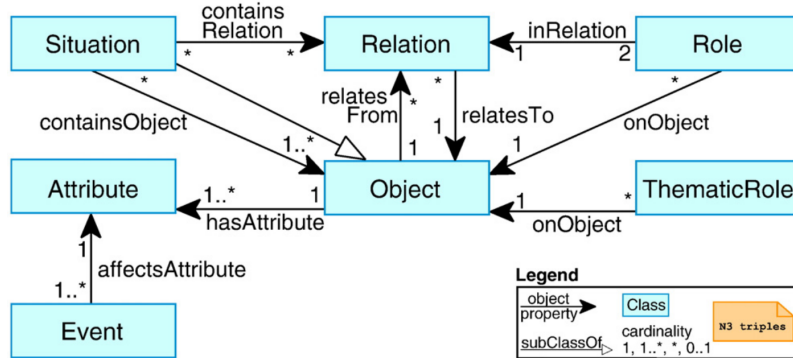 contains
Relation
Situation
Relation
inRelation
Role
*
*
1
2
*
*
*
relates
From
*
relatesTo
containsObject
1..*
1
1
1
onObject
Attribute
1..*
1
Object
1
*
ThematicRole
hasAttribute
onObject
1
affectsAttribute
1..*
Event
Legend
object
property
Class
subClassOf
cardinality
1, 1..*, *, 0..1
N3 triples